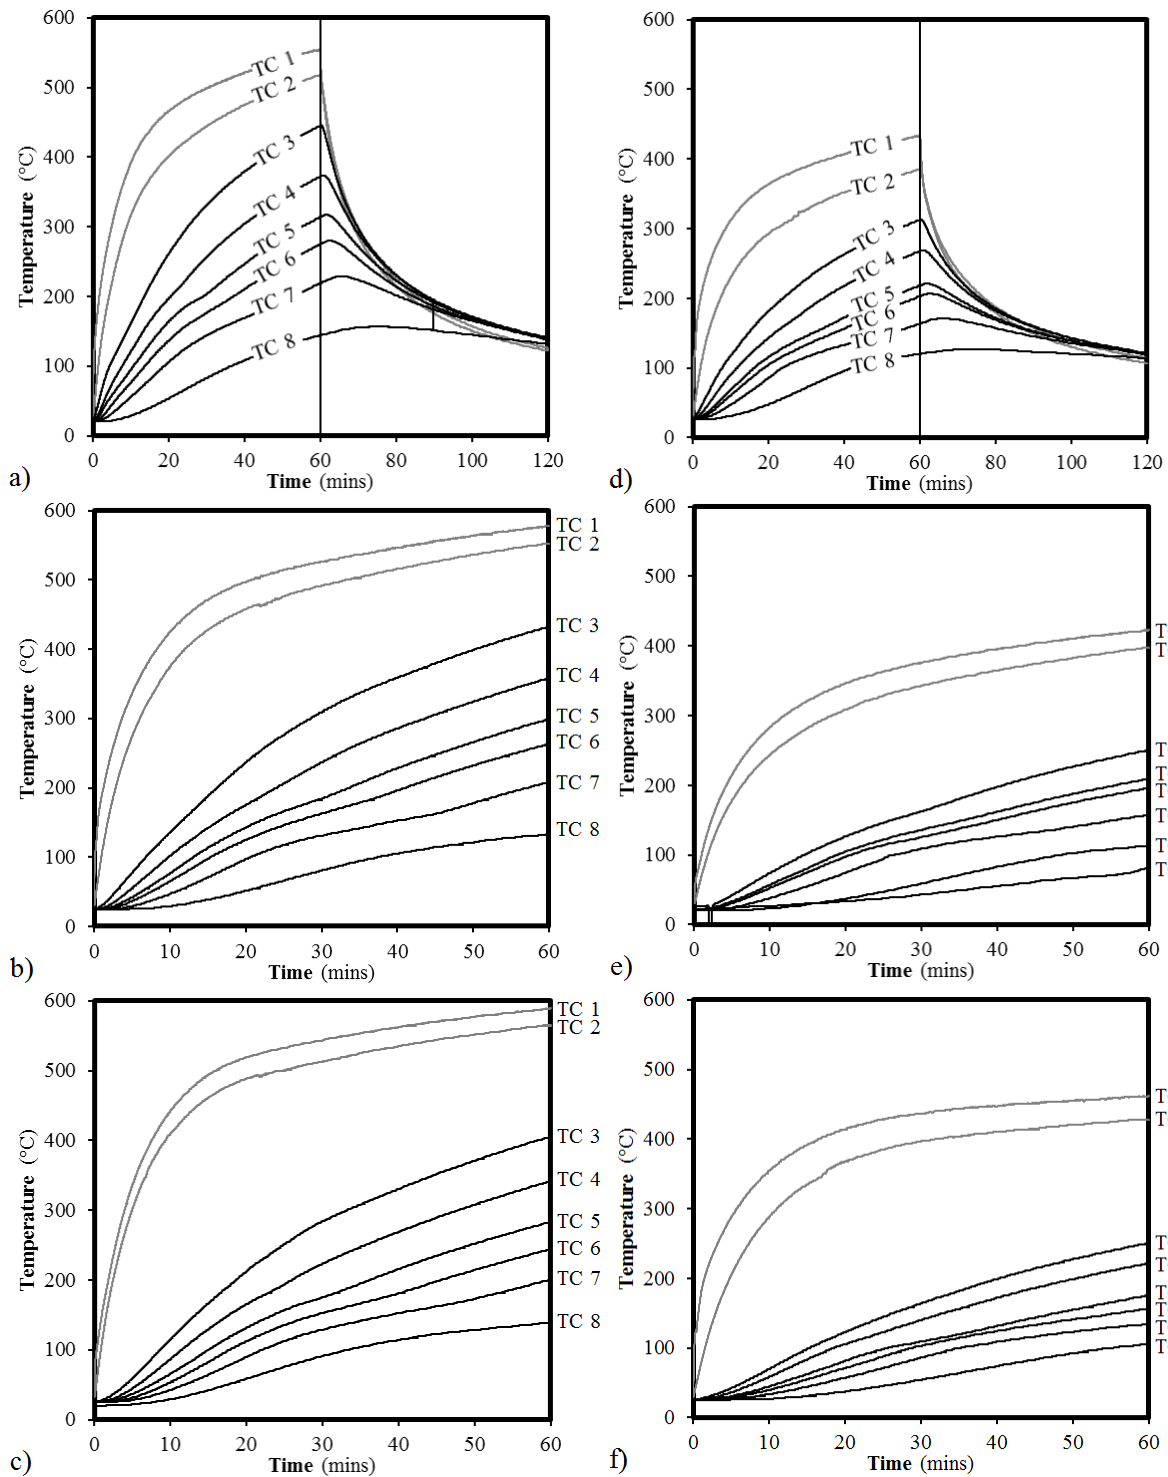 600
500
400
300
200
100
0
Temperature (°C)
TC 1
TC 2
TC 3
TC 4
TC 5
TC 6
TC 7
TC 8
0 20 40 60 80 100 120
Time (mins)
a)
600
500
400
300
200
100
0
Temperature (°C)
TC 1
TC 2
TC 3
TC 4
TC 5
TC 6
TC 7
TC 8
0 20 40 60 80 100 120
Time (mins)
d)
600
500
400
300
200
100
0
Temperature (°C)
TC 1
TC 2
TC 3
TC 4
TC 5
TC 6
TC 7
TC 8
0 10 20 30 40 50 60
Time (mins)
b)
600
500
400
300
200
100
0
Temperature (°C)
0 10 20 30 40 50 60
Time (mins)
e)
600
500
400
300
200
100
0
Temperature (°C)
TC 1
TC 2
TC 3
TC 4
TC 5
TC 6
TC 7
TC 8
0 10 20 30 40 50 60
Time (mins)
c)
600
500
400
300
200
100
0
Temperature (°C)
0 10 20 30 40 50 60
Time (mins)
f)